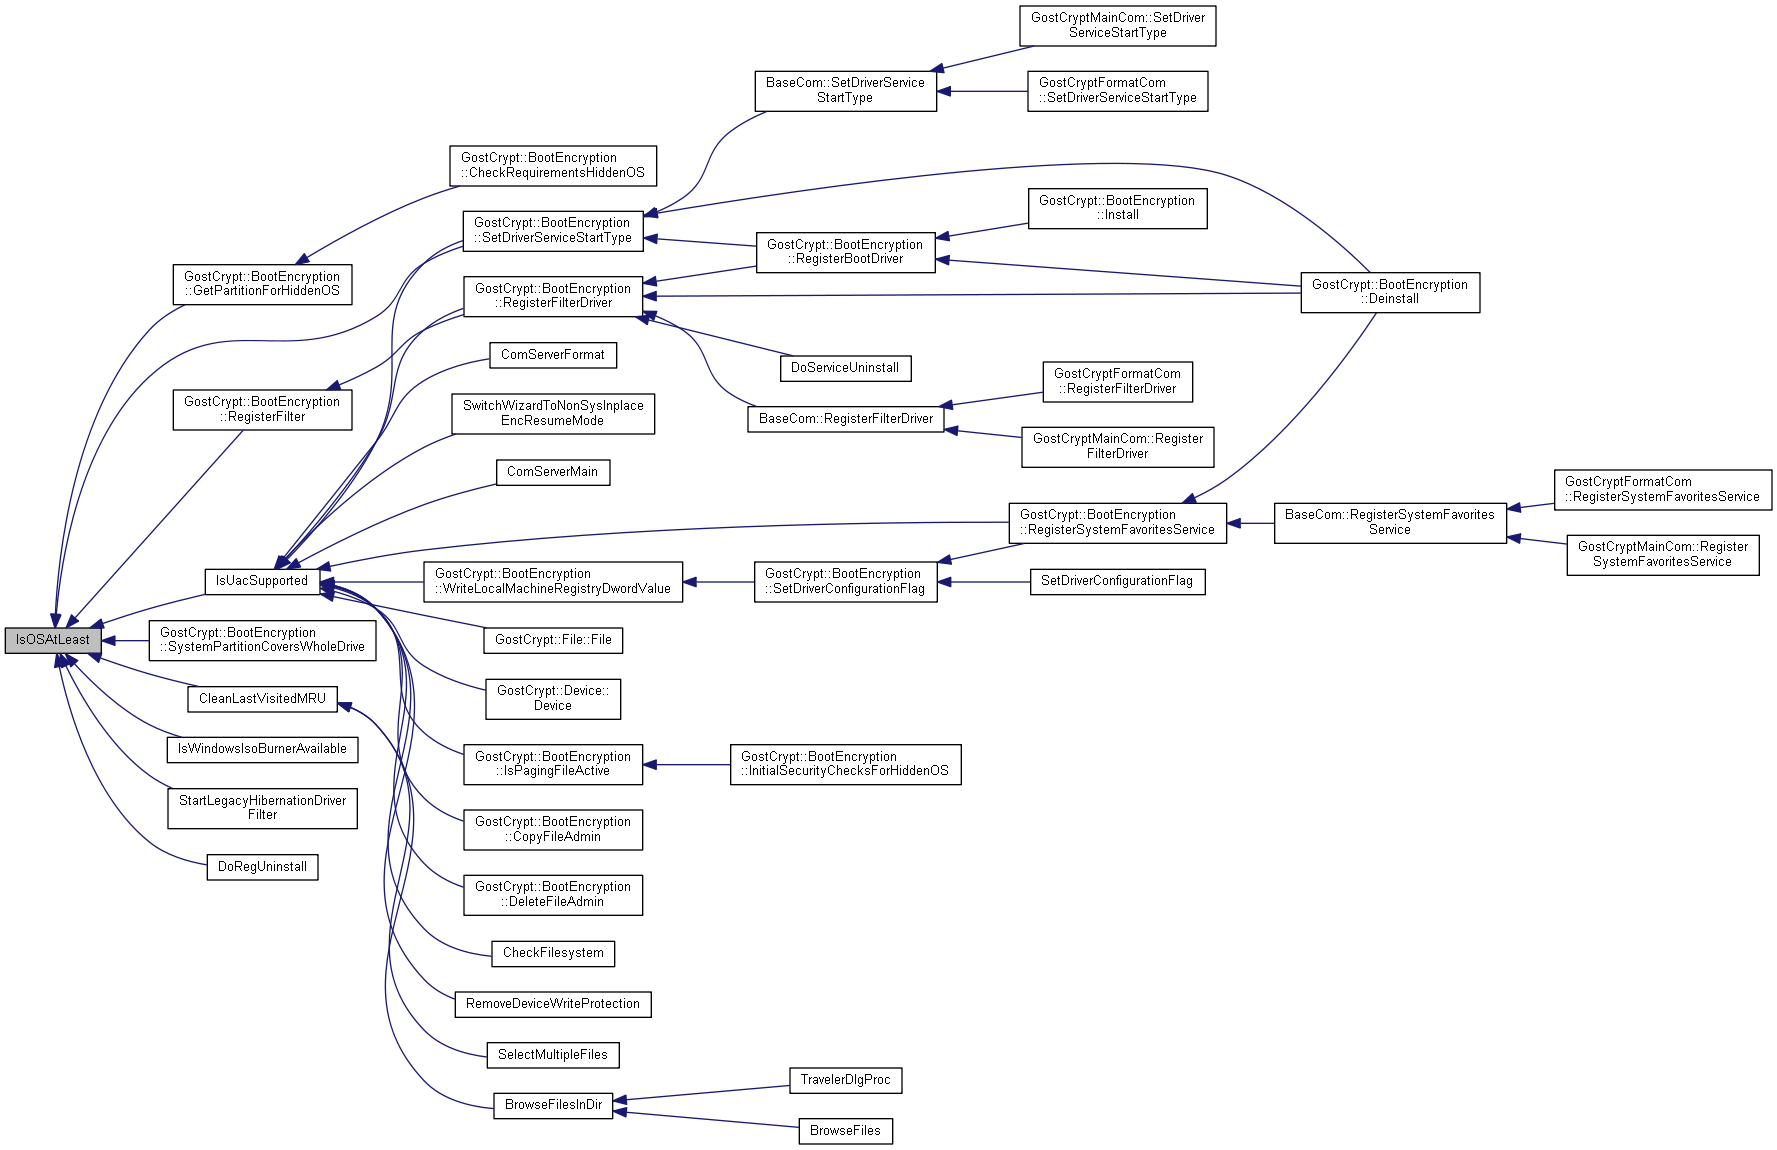 GostCryptMainCom::SetDriver
ServiceStartType
BaseCom::SetDriverService
StartType
GostCryptFormatCom
::SetDriverServiceStartType
GostCrypt::BootEncryption
::CheckRequirementsHiddenOS
GostCrypt::BootEncryption
::SetDriverServiceStartType
GostCrypt::BootEncryption
::Install
GostCrypt::BootEncryption
::RegisterBootDriver
GostCrypt::BootEncryption
::GetPartitionForHiddenOS
GostCrypt::BootEncryption
::RegisterFilterDriver
GostCrypt::BootEncryption
::Deinstall
ComServerFormat
DoServiceUninstall
GostCryptFormatCom
::RegisterFilterDriver
GostCrypt::BootEncryption
::RegisterFilter
SwitchWizardToNonSysInplace
EncResumeMode
BaseCom::RegisterFilterDriver
GostCryptMainCom::Register
FilterDriver
ComServerMain
GostCryptFormatCom
::RegisterSystemFavoritesService
GostCrypt::BootEncryption
::RegisterSystemFavoritesService
BaseCom::RegisterSystemFavorites
Service
GostCryptMainCom::Register
SystemFavoritesService
IsUacSupported
GostCrypt::BootEncryption
::WriteLocalMachineRegistryDwordValue
GostCrypt::BootEncryption
::SetDriverConfigurationFlag
SetDriverConfigurationFlag
IsOSAtLeast
GostCrypt::BootEncryption
::SystemPartitionCoversWholeDrive
GostCrypt::File::File
CleanLastVisitedMRU
GostCrypt::Device::
Device
IsWindowsIsoBurnerAvailable
GostCrypt::BootEncryption
::IsPagingFileActive
GostCrypt::BootEncryption
::InitialSecurityChecksForHiddenOS
StartLegacyHibernationDriver
Filter
GostCrypt::BootEncryption
::CopyFileAdmin
DoRegUninstall
GostCrypt::BootEncryption
::DeleteFileAdmin
CheckFilesystem
RemoveDeviceWriteProtection
SelectMultipleFiles
TravelerDlgProc
BrowseFilesInDir
BrowseFiles